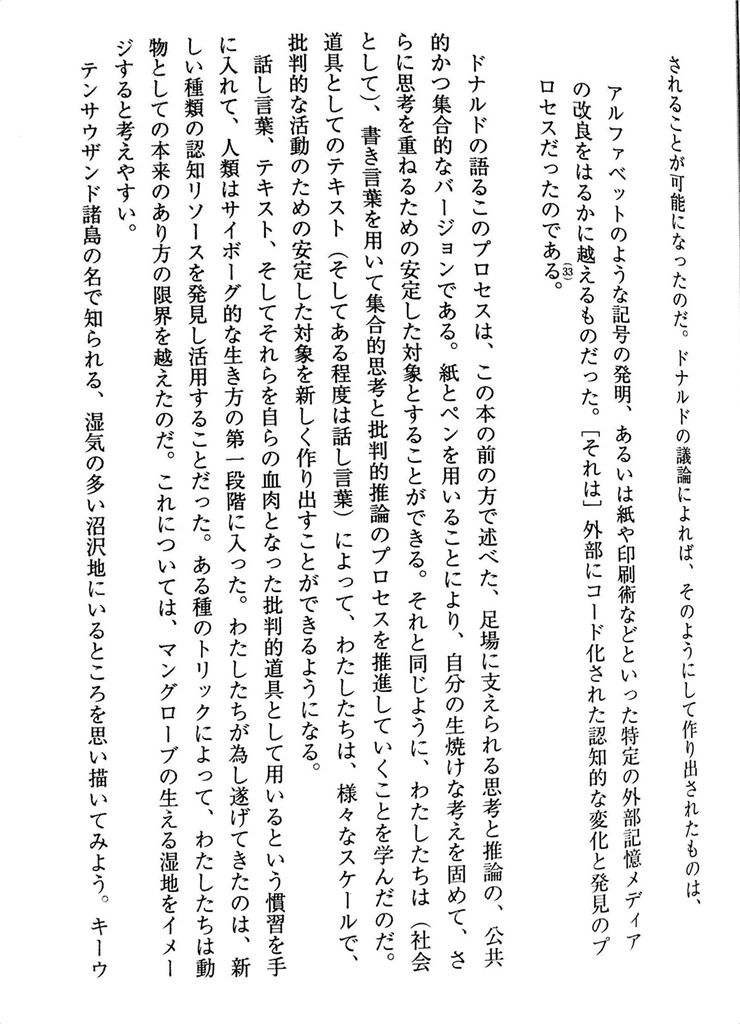 されることが可能になったのだ。ドナルドの議論によれば、そのようにして作り出されたものは、
アルファベットのような記号の発明、あるいは紙や印刷術などといった特定の外部記憶メディア
の改良をはるかに越えるものだった。［それは］外部にコード化された認知的な変化と発見のプ
ロセスだったのである。(33)
ドナルドの語るこのプロセスは、この本の前の方で述べた、足場に支えられる思考と推論の、公共
的かつ集合的なバージョンである。紙とペンを用いることにより、自分の生焼けな考えを固めて、さ
らに思考を重ねるための安定した対象とすることができる。それと同じように、わたしたちは（社会
として）、書き言葉を用いて集合的思考と批判的推論のプロセスを推進していくことを学んだのだ。
道具としてのテキスト（そしてある程度は話し言葉）によって、わたしたちは、様々なスケールで、
批判的な活動のための安定した対象を新しく作り出すことができるようになる。
話し言葉、テキスト、そしてそれらを自らの血肉となった批判的道具として用いるという慣習を手
に入れて、人類はサイボーグ的な生き方の第一段階に入った。わたしたちが為し遂げてきたのは、新
しい種類の認知リソースを発見し活用することだった。ある種のトリックによって、わたしたちは動
物としての本来のあり方の限界を越えたのだ。これについては、マングローブの生える湿地をイメー
ジすると考えやすい。
テンサウザンド諸島の名で知られる、湿気の多い沼沢地にいるところを思い描いてみよう。キーウ